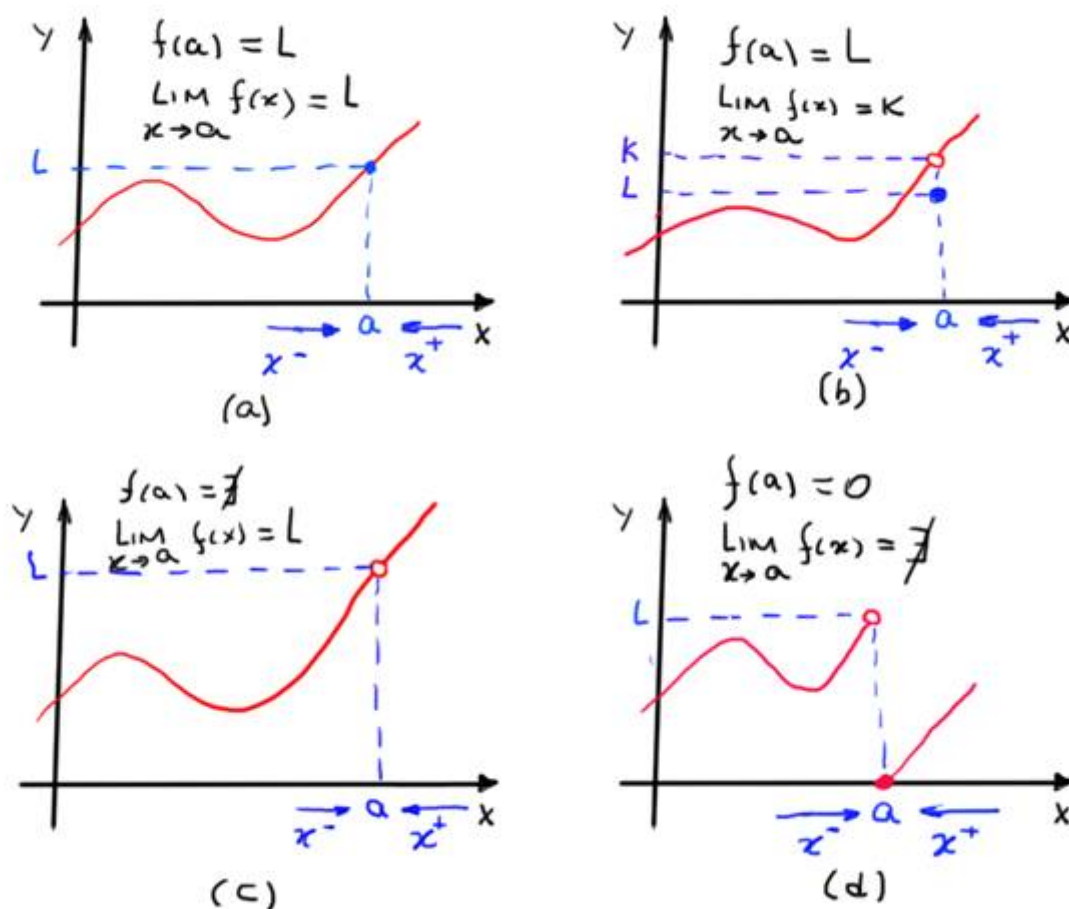 y
f(a) = L
LIM f(x) = L
x→a
L
a
x
x⁻
x⁺
(a)
y
f(a) = L
LIM f(x) = K
x→a
K
L
a
x
x⁻
x⁺
(b)
y
f(a) = ∄
LIM f(x) = L
x→a
L
a
x
x⁻
x⁺
(c)
y
f(a) = 0
LIM f(x) = ∄
x→a
L
a
x
x⁻
x⁺
(d)